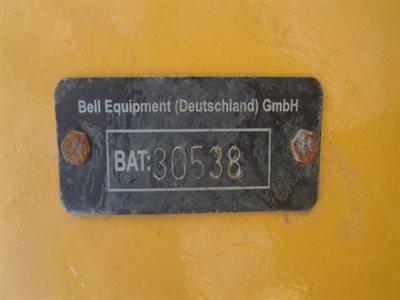 Bell Equipment (Deutschland) GmbH
BAT: 30538